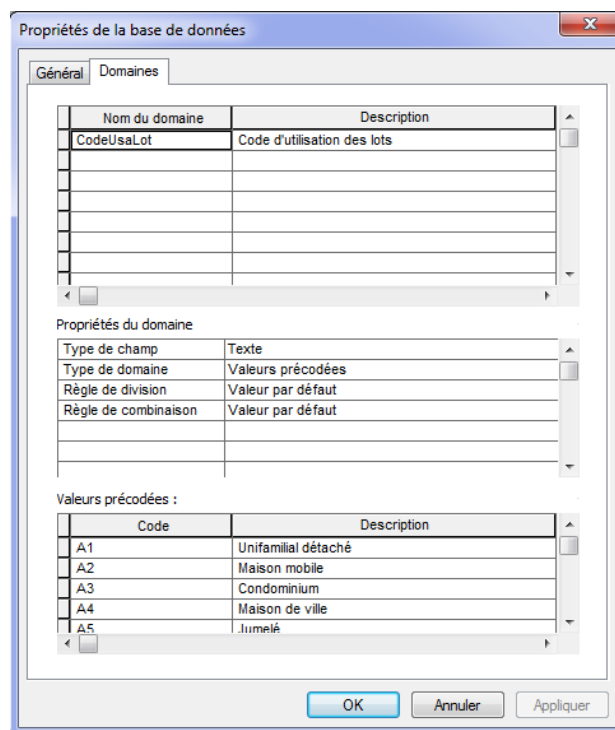 Propriétés de la base de données
Général Domaines
Nom du domaine Description
CodeUsaLot Code d'utilisation des lots
Propriétés du domaine
Type de champ Texte
Type de domaine Valeurs précodées
Règle de division Valeur par défaut
Règle de combinaison Valeur par défaut
Valeurs précodées :
Code Description
A1 Unifamilial détaché
A2 Maison mobile
A3 Condominium
A4 Maison de ville
A5 Jumelé
OK Annuler Appliquer